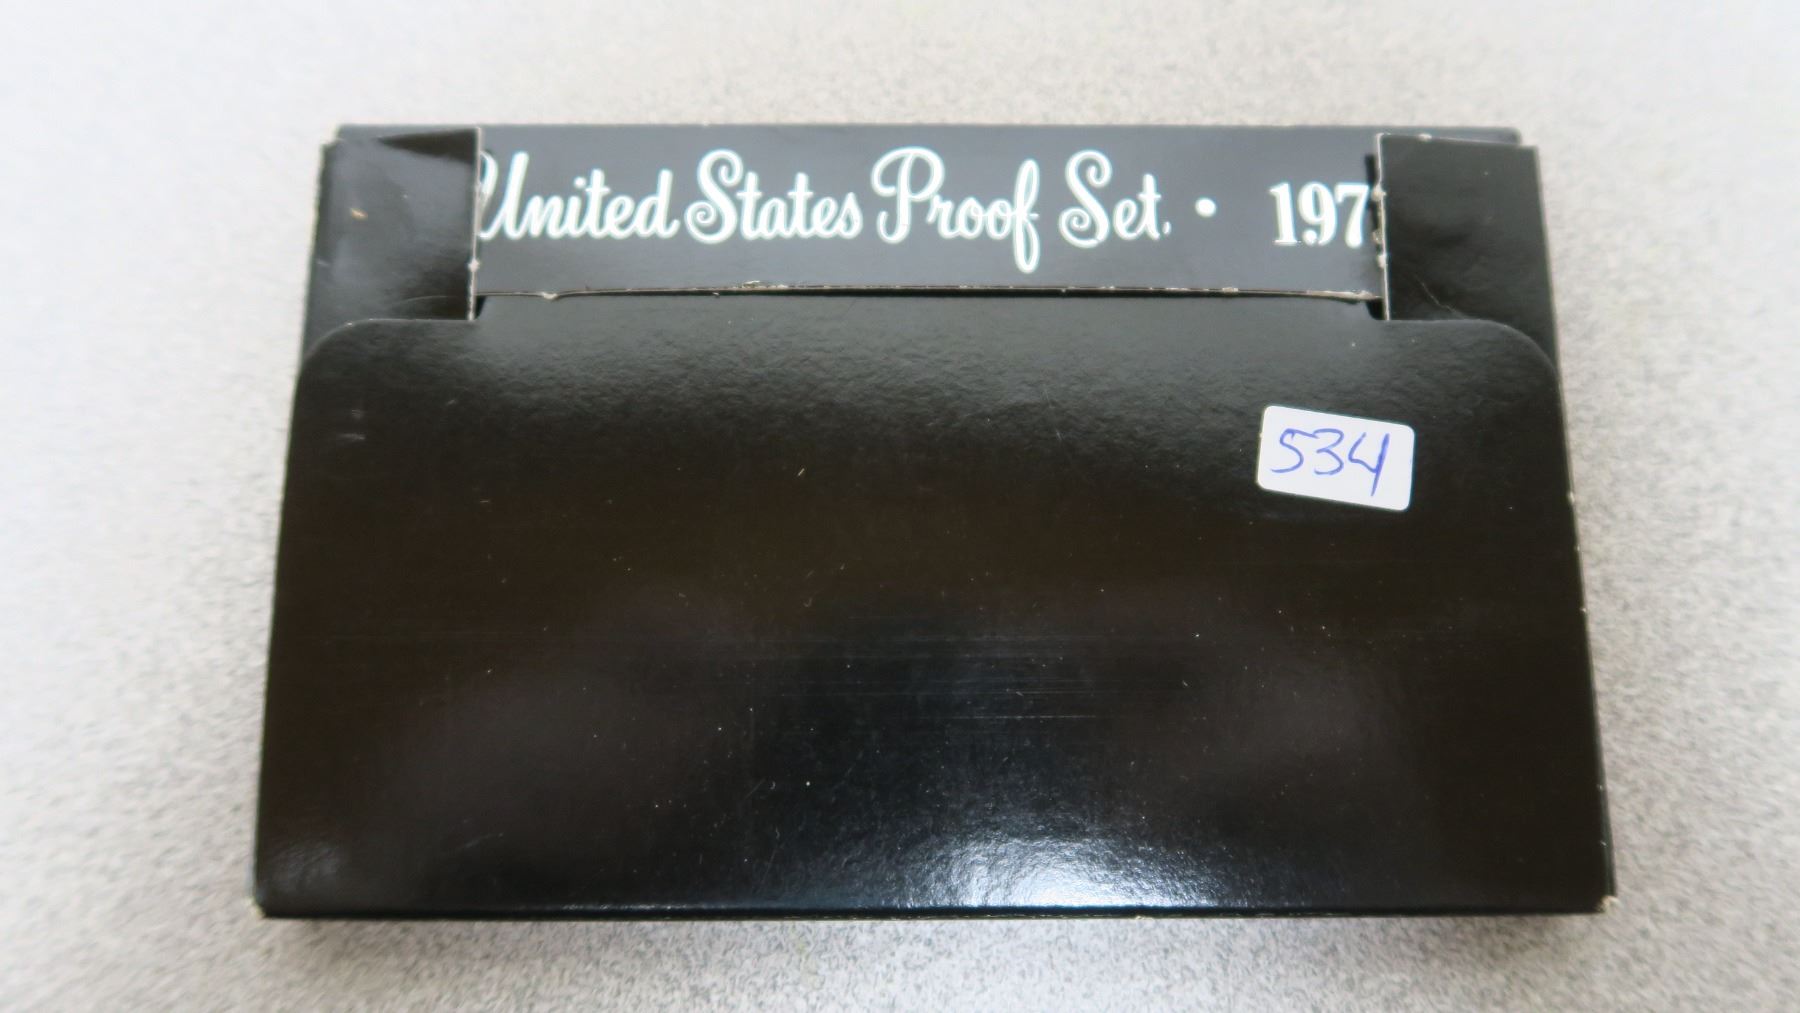 United States Proof Set • 197
534